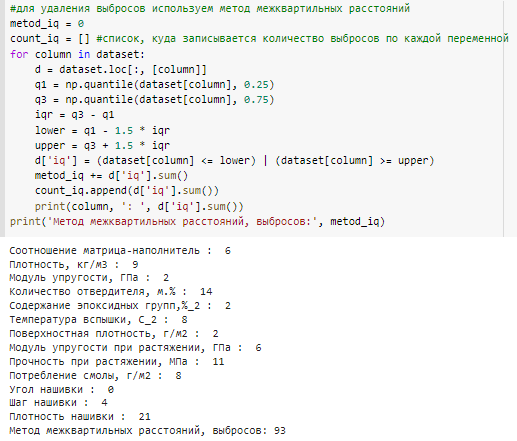 #для удаления выбросов используем метод межквартильных расстояний
metod_iq = 0
count_iq = [] #список, куда записывается количество выбросов по каждой переменной
for column in dataset:
    d = dataset.loc[:, [column]]
    q1 = np.quantile(dataset[column], 0.25)
    q3 = np.quantile(dataset[column], 0.75)
    iqr = q3 - q1
    lower = q1 - 1.5 * iqr
    upper = q3 + 1.5 * iqr
    d['iq'] = (dataset[column] <= lower) | (dataset[column] >= upper)
    metod_iq += d['iq'].sum()
    count_iq.append(d['iq'].sum())
    print(column, ': ', d['iq'].sum())
print('Метод межквартильных расстояний, выбросов:', metod_iq)
Соотношение матрица-наполнитель :  6
Плотность, кг/м3 :  9
Модуль упругости, ГПа :  2
Количество отвердителя, м.% :  14
Содержание эпоксидных групп,%_2 :  2
Температура вспышки, С_2 :  8
Поверхностная плотность, г/м2 :  2
Модуль упругости при растяжении, ГПа :  6
Прочность при растяжении, МПа :  11
Потребление смолы, г/м2 :  8
Угол нашивки :  0
Шаг нашивки :  4
Плотность нашивки :  21
Метод межквартильных расстояний, выбросов: 93